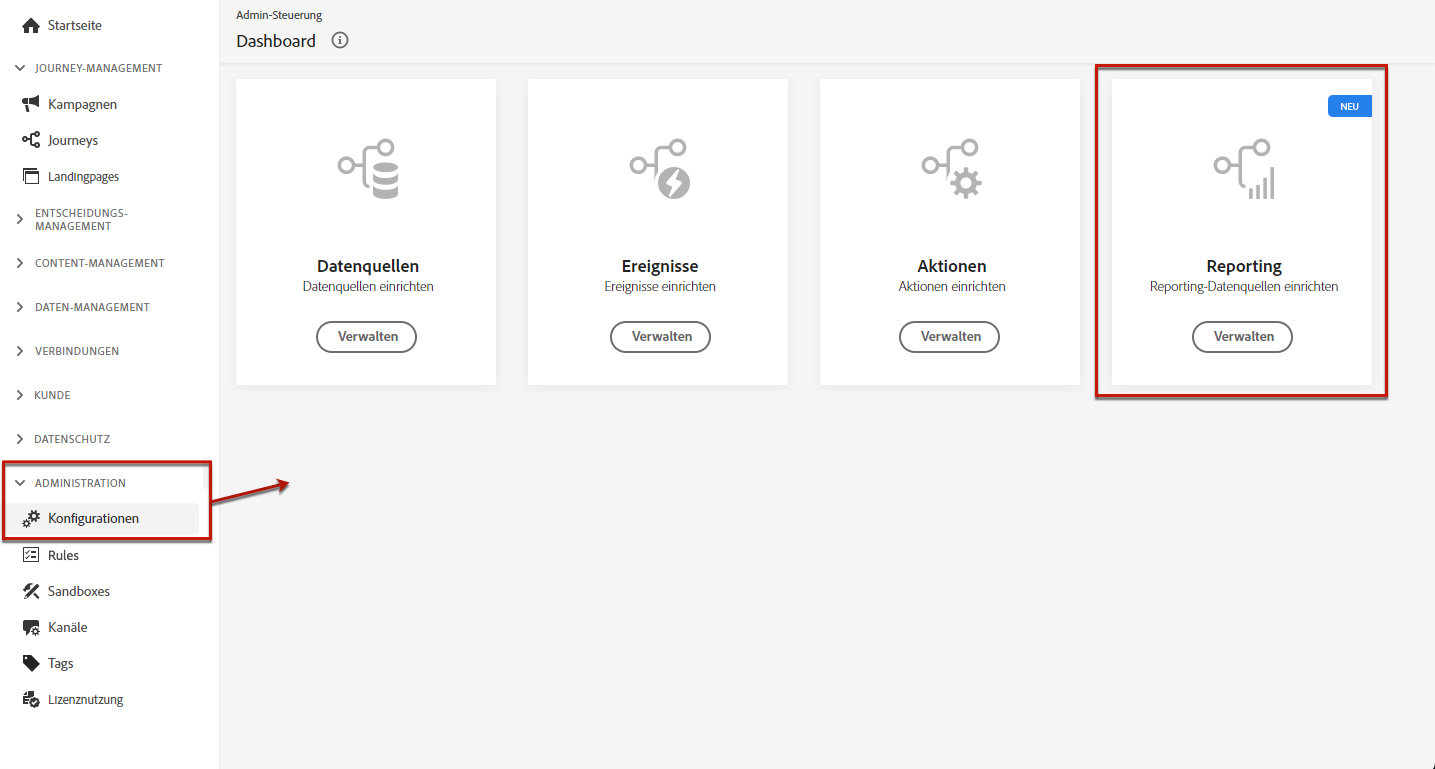 Startseite
JOURNEY-MANAGEMENT
Kampagnen
Journeys
Landingpages
ENTSCHEIDUNGS-
MANAGEMENT
CONTENT-MANAGEMENT
DATEN-MANAGEMENT
VERBINDUNGEN
KUNDE
DATENSCHUTZ
ADMINISTRATION
Konfigurationen
Rules
Sandboxes
Kanäle
Tags
Lizenznutzung
Admin-Steuerung
Dashboard
Datenquellen
Datenquellen einrichten
Verwalten
Ereignisse
Ereignisse einrichten
Verwalten
Aktionen
Aktionen einrichten
Verwalten
NEU
Reporting
Reporting-Datenquellen einrichten
Verwalten